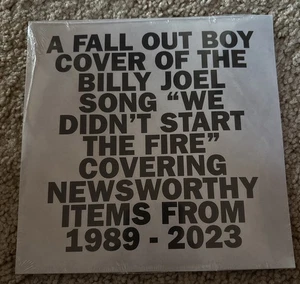 A FALL OUT BOY
COVER OF THE
BILLY JOEL
SONG “WE
DIDN’T START
THE FIRE”
COVERING
NEWSWORTHY
ITEMS FROM
1989 - 2023